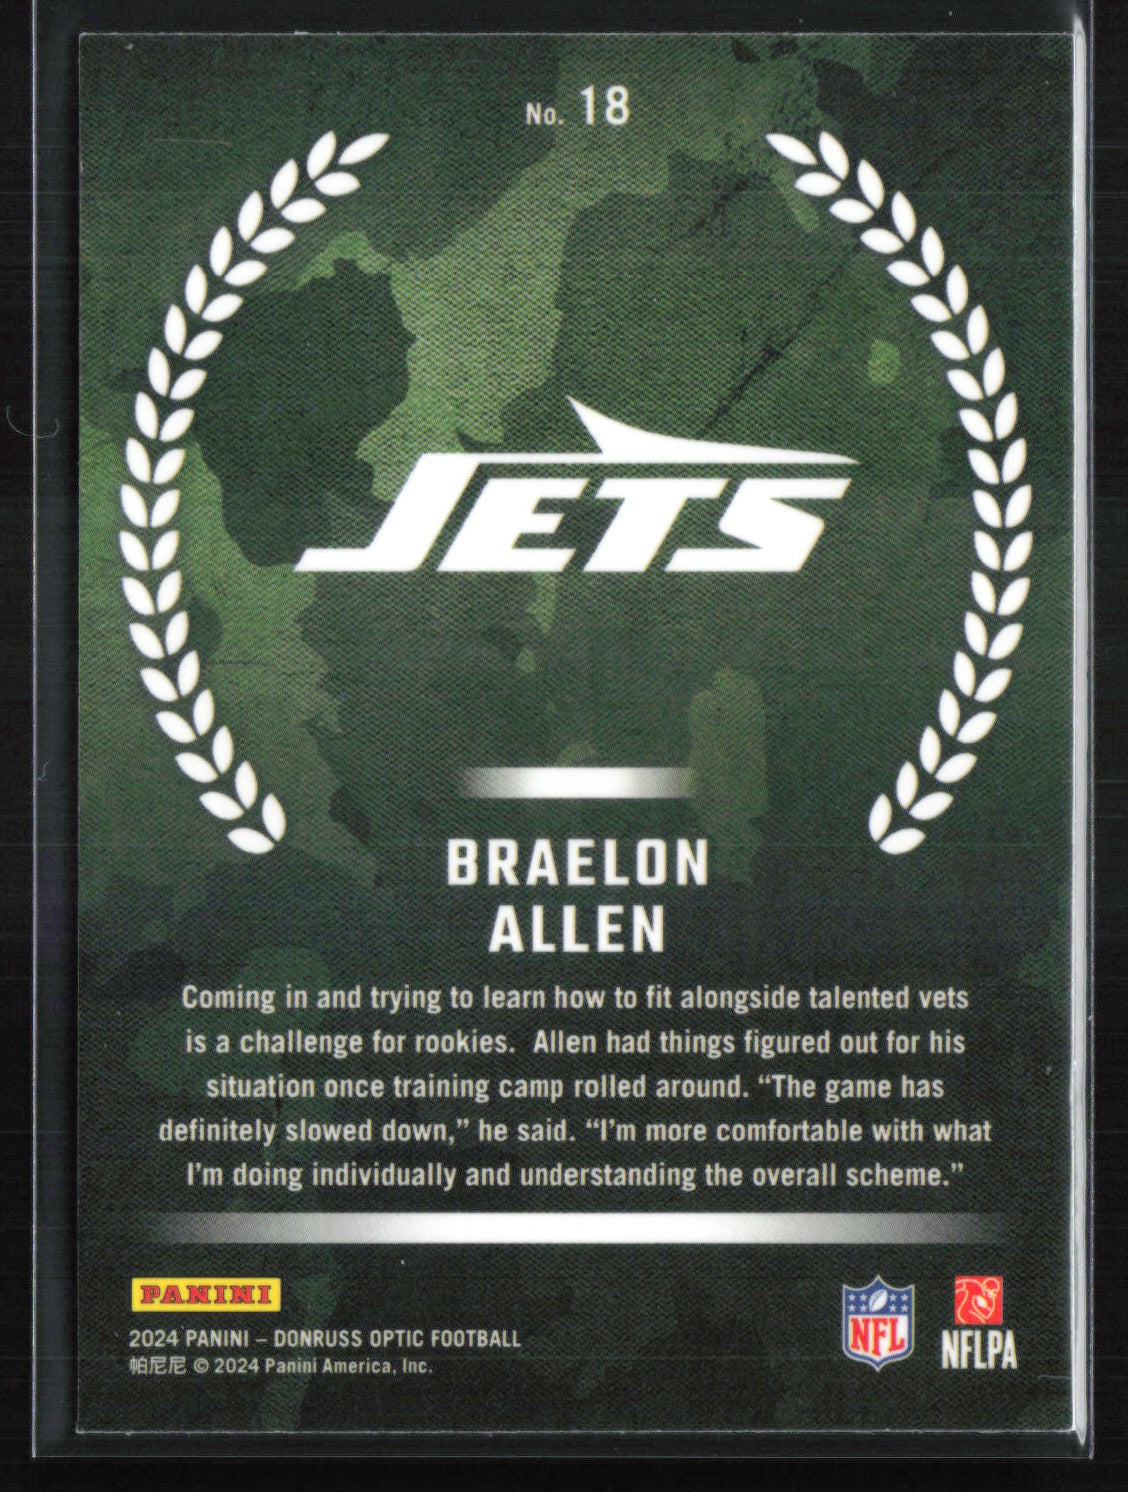 No. 18
JETS
BRAELON
ALLEN
Coming in and trying to learn how to fit alongside talented vets
is a challenge for rookies.  Allen had things figured out for his
situation once training camp rolled around. “The game has
definitely slowed down,” he said. “I’m more comfortable with what
I’m doing individually and understanding the overall scheme.”
PANINI
2024 PANINI – DONRUSS OPTIC FOOTBALL
帕尼尼 © 2024 Panini America, Inc.
NFL
NFLPA